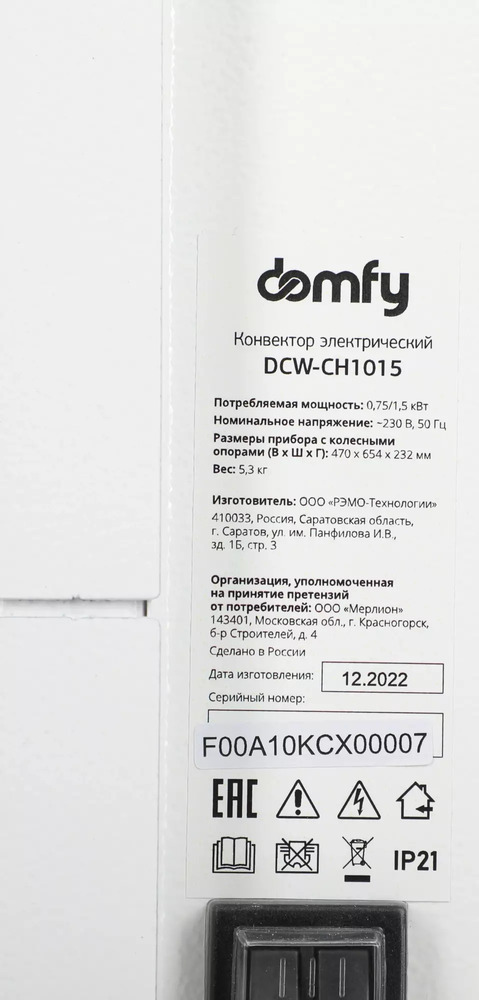 domfy
Конвектор электрический
DCW-CH1015
Потребляемая мощность: 0,75/1,5 кВт
Номинальное напряжение: ~230 В, 50 Гц
Размеры прибора с колесными
опорами (В х Ш х Г): 470 х 654 х 232 мм
Вес: 5,3 кг
Изготовитель: ООО «РЭМО-Технологии»
410033, Россия, Саратовская область,
г. Саратов, ул. им. Панфилова И.В.,
зд. 1Б, стр. 3
Организация, уполномоченная
на принятие претензий
от потребителей: ООО «Мерлион»
143401, Московская обл., г. Красногорск,
б-р Строителей, д. 4
Сделано в России
Дата изготовления: 12.2022
Серийный номер:
F00A10KCX00007
EAC
IP21